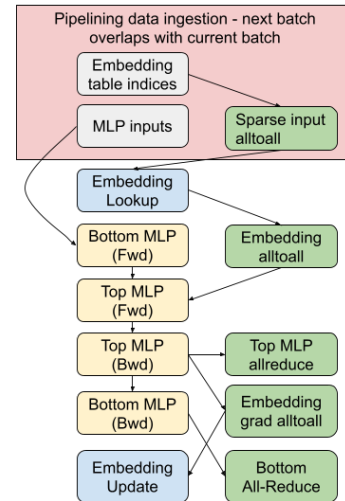 Pipelining data ingestion - next batch
overlaps with current batch
Embedding
table indices
MLP inputs
Sparse input
alltoall
Embedding
Lookup
Bottom MLP
(Fwd)
Embedding
alltoall
Top MLP
(Fwd)
Top MLP
(Bwd)
Top MLP
allreduce
Bottom MLP
(Bwd)
Embedding
grad alltoall
Embedding
Update
Bottom
All-Reduce